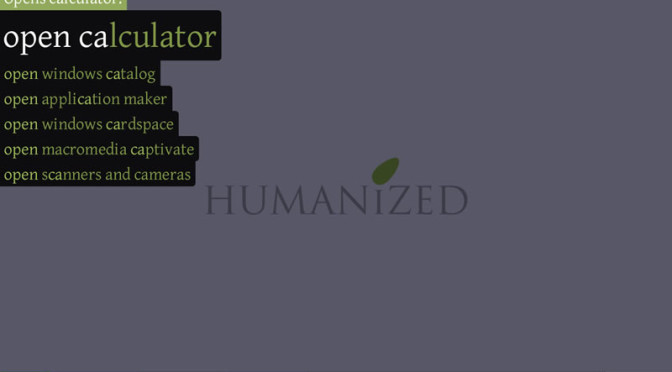 opens calculator.
open calculator
open windows catalog
open application maker
open windows cardspace
open macromedia captivate
open scanners and cameras
HUMANIZED